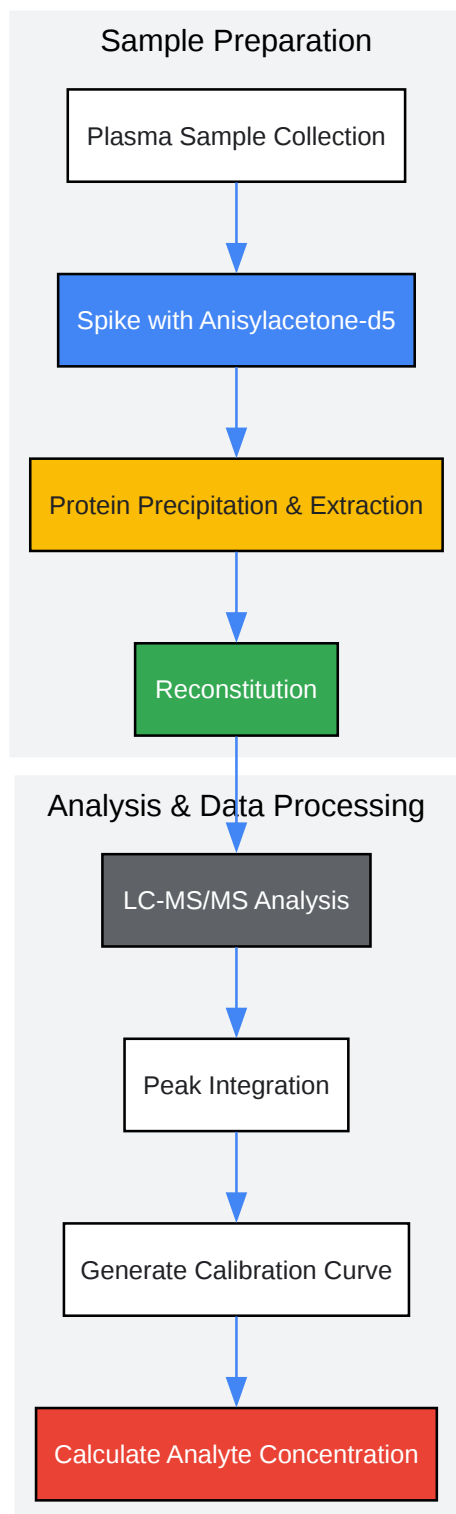 Sample Preparation
Plasma Sample Collection
Spike with Anisylacetone-d5
Protein Precipitation & Extraction
Reconstitution
Analysis & Data Processing
LC-MS/MS Analysis
Peak Integration
Generate Calibration Curve
Calculate Analyte Concentration